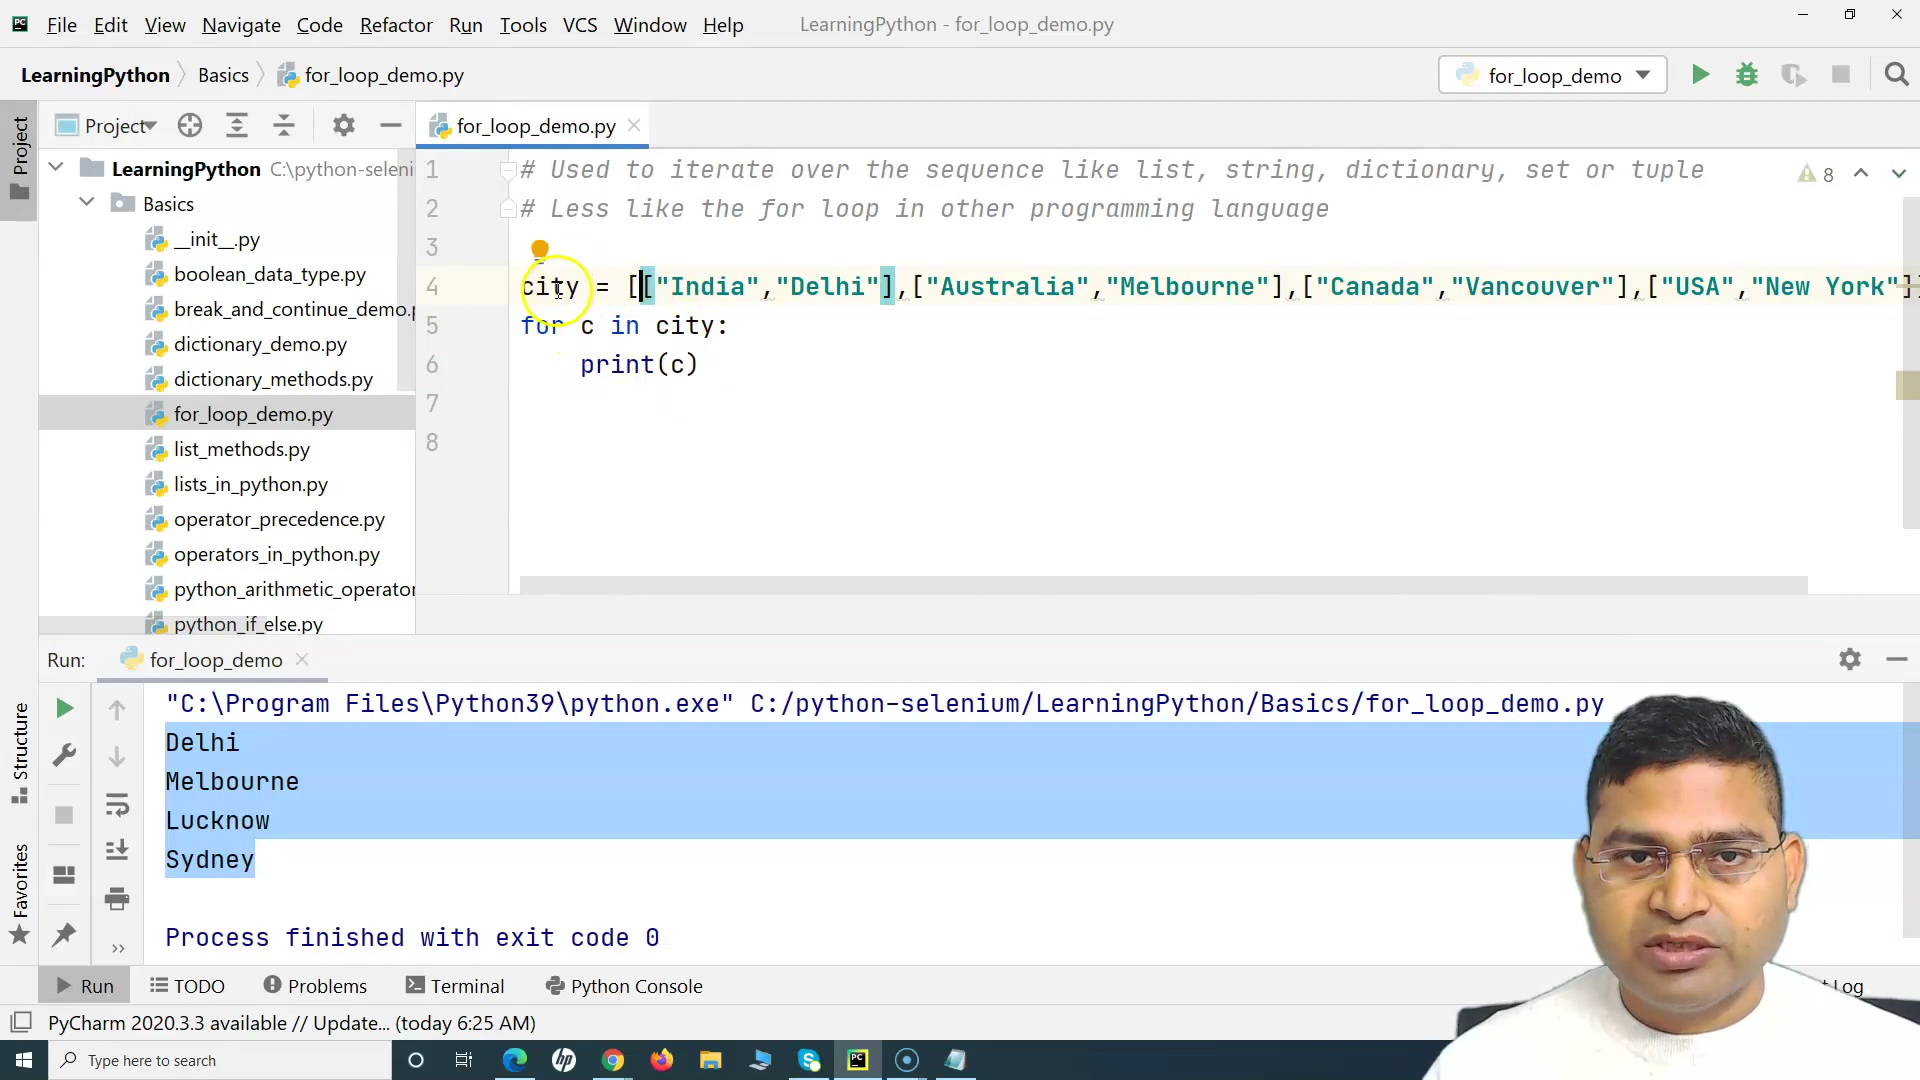 File Edit View Navigate Code Refactor Run Tools VCS Window Help LearningPython - for_loop_demo.py
LearningPython Basics for_loop_demo.py for_loop_demo
Project
Project
for_loop_demo.py
LearningPython C:\python-seleni
Basics
__init__.py
boolean_data_type.py
break_and_continue_demo.p
dictionary_demo.py
dictionary_methods.py
for_loop_demo.py
list_methods.py
lists_in_python.py
operator_precedence.py
operators_in_python.py
python_arithmetic_operator
python_if_else.py
1 # Used to iterate over the sequence like list, string, dictionary, set or tuple
8
2 # Less like the for loop in other programming language
3
4 city = [["India","Delhi"],["Australia","Melbourne"],["Canada","Vancouver"],["USA","New York"]]
5 for c in city:
6 print(c)
7
8
Run: for_loop_demo
"C:\Program Files\Python39\python.exe" C:/python-selenium/LearningPython/Basics/for_loop_demo.py
Delhi
Melbourne
Lucknow
Sydney
Process finished with exit code 0
Structure
Favorites
Run TODO Problems Terminal Python Console t Log
PyCharm 2020.3.3 available // Update... (today 6:25 AM)
Type here to search